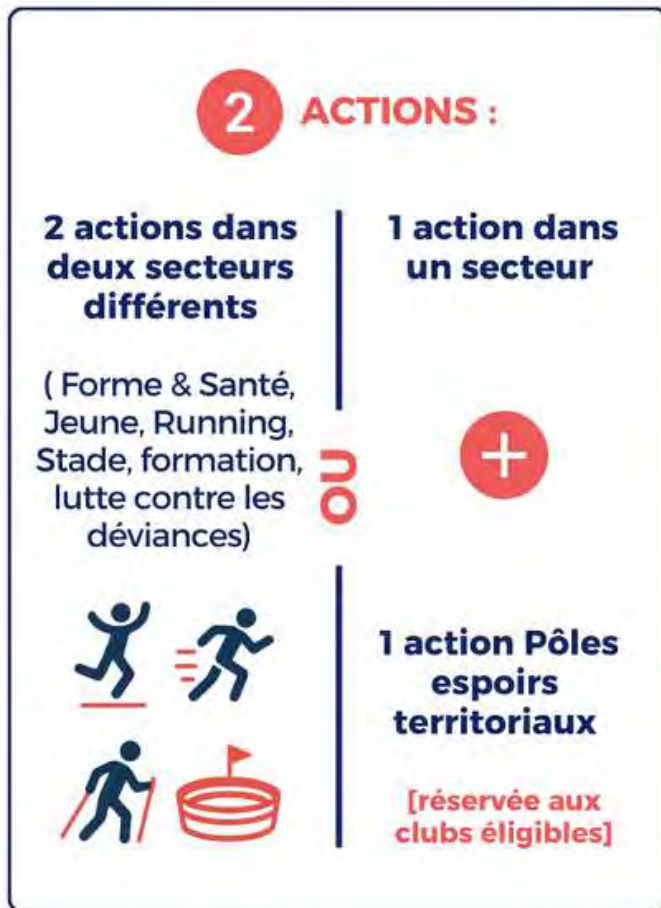 2 ACTIONS :
2 actions dans
deux secteurs
différents
( Forme & Santé,
Jeune, Running,
Stade, formation,
lutte contre les
déviances)
OU
1 action dans
un secteur
+
1 action Pôles
espoirs
territoriaux
[réservée aux
clubs éligibles]